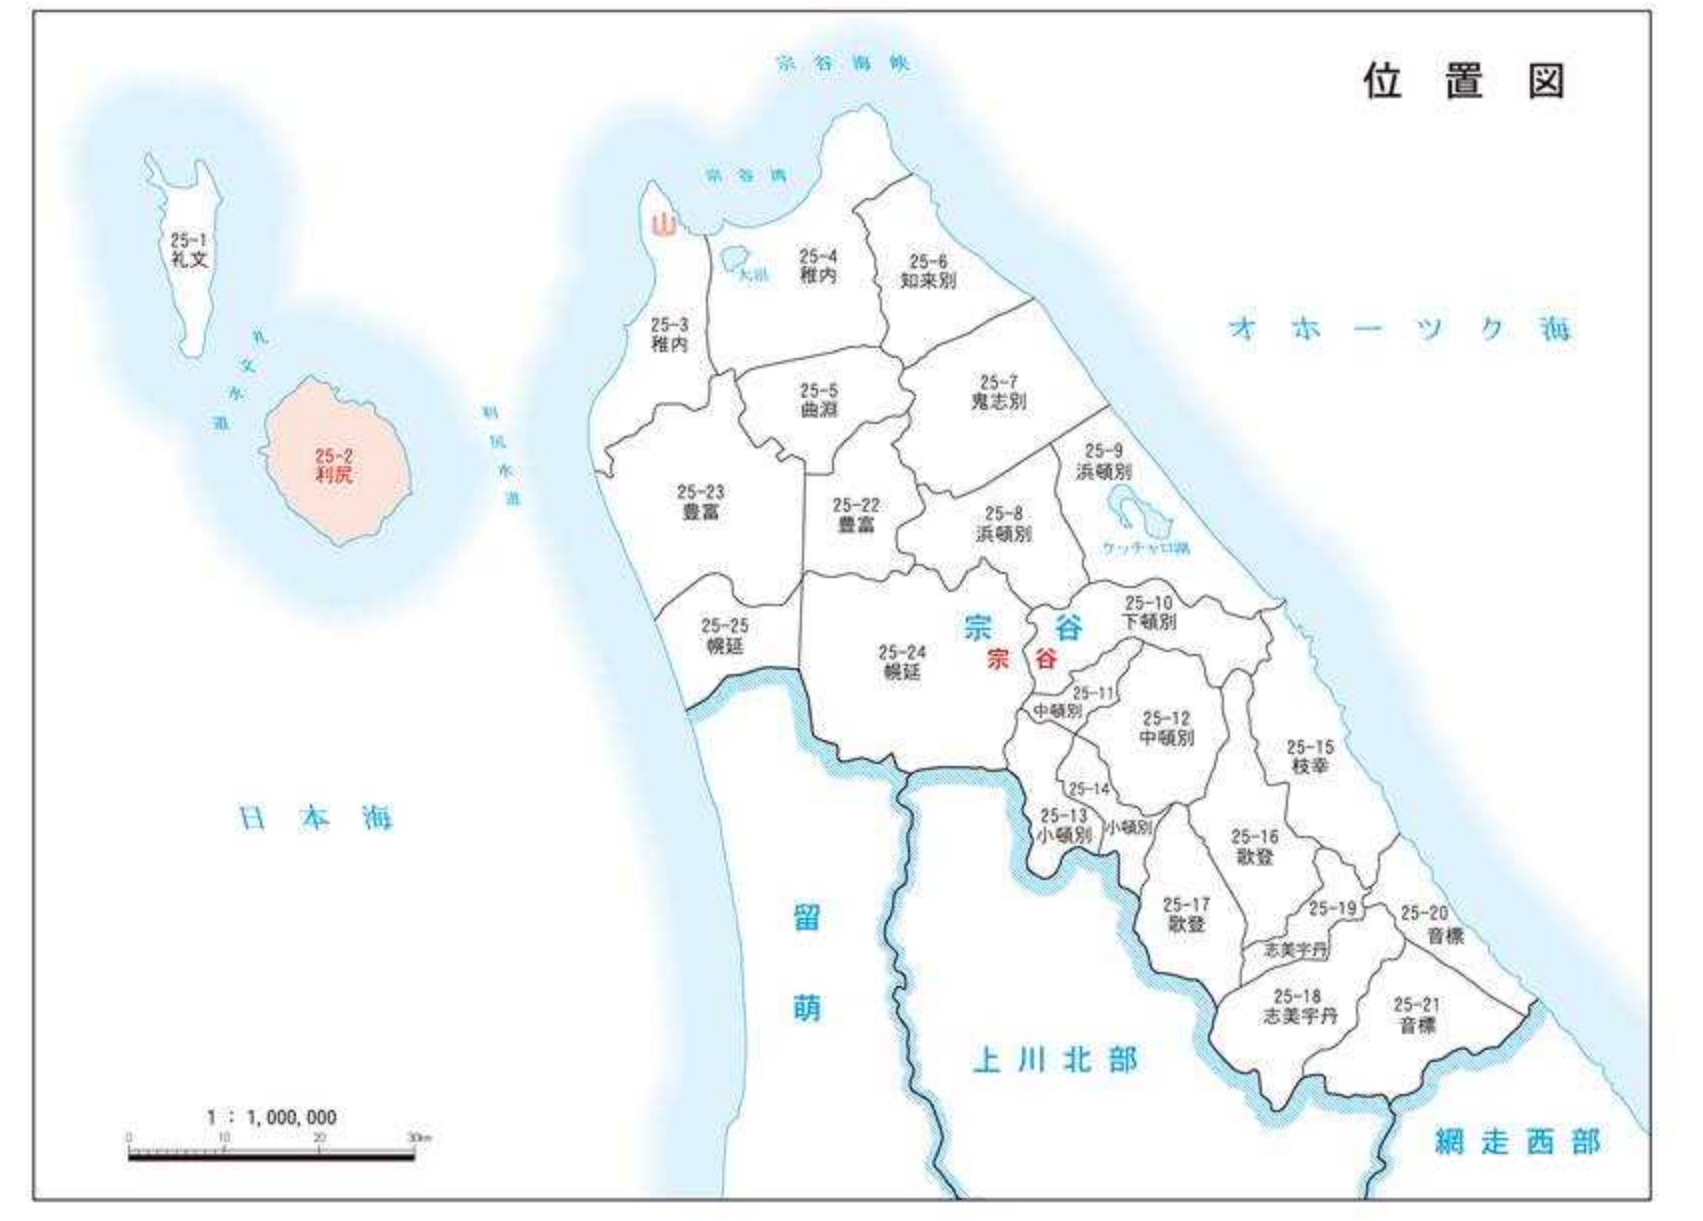 位置図
宗谷海峡
宗谷湾
山
25-1
礼文
礼文水道
25-2
利尻
利尻水道
25-3
稚内
大沼
25-4
稚内
25-5
曲淵
25-6
知来別
25-7
鬼志別
オホーツク海
25-8
浜頓別
25-9
浜頓別
クッチャロ湖
25-22
豊富
25-23
豊富
25-10
下頓別
25-25
幌延
25-24
幌延
宗谷
宗谷
25-11
中頓別
25-12
中頓別
25-13
小頓別
25-14
小頓別
25-15
枝幸
25-16
歌登
25-17
歌登
25-19
志美宇丹
25-18
志美宇丹
25-20
音標
25-21
音標
日本海
留萌
上川北部
網走西部
1 : 1,000,000
0 10 20 30km